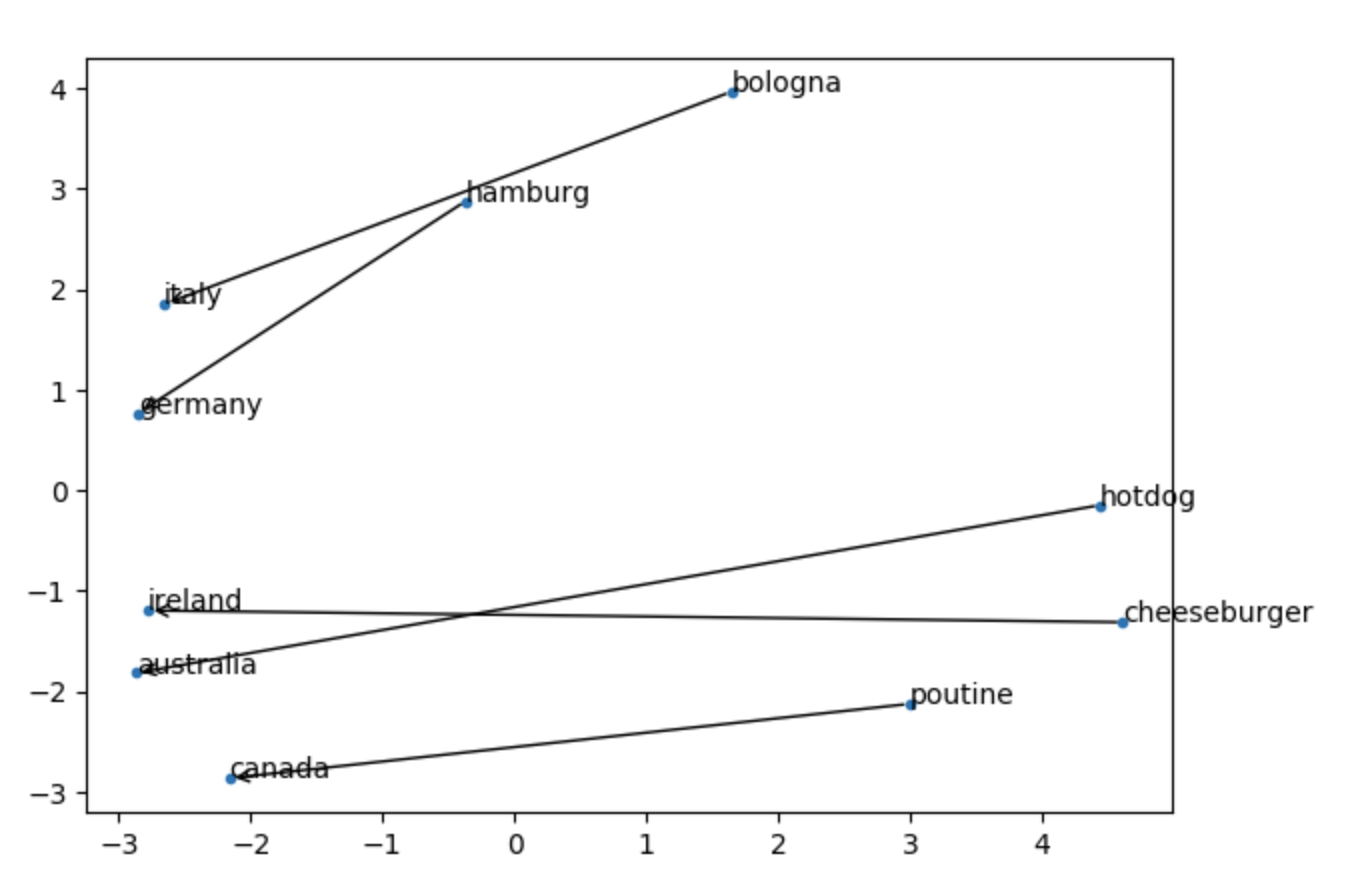 4
bologna
3
hamburg
2
italy
1
germany
0
hotdog
−1
ireland
cheeseburger
australia
−2
poutine
canada
−3
−3 −2 −1 0 1 2 3 4